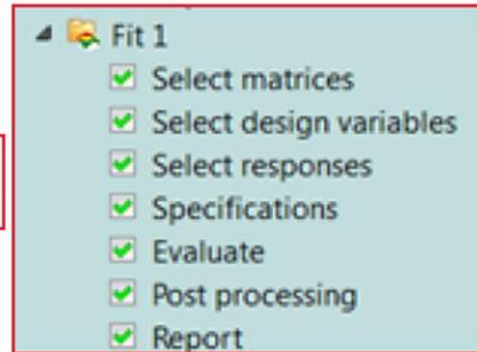 Fit 1
Select matrices
Select design variables
Select responses
Specifications
Evaluate
Post processing
Report